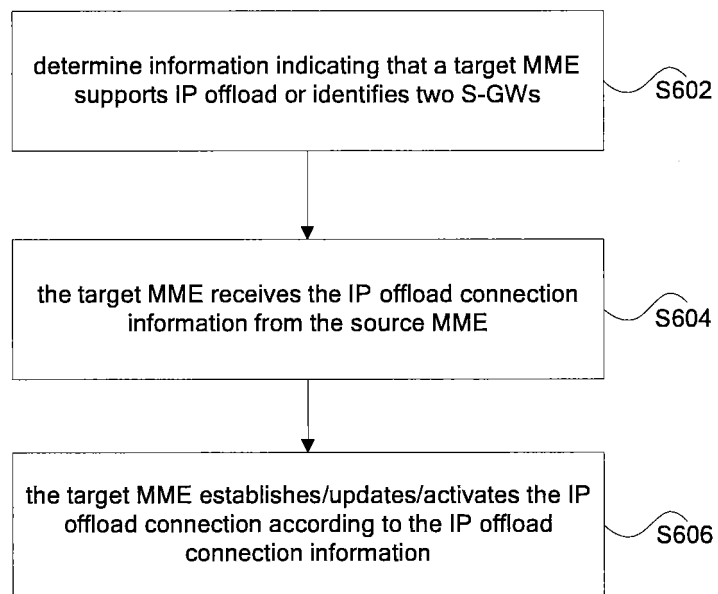 determine information indicating that a target MME
supports IP offload or identifies two S-GWs
S602
the target MME receives the IP offload connection
information from the source MME
S604
the target MME establishes/updates/activates the IP
offload connection according to the IP offload
connection information
S606